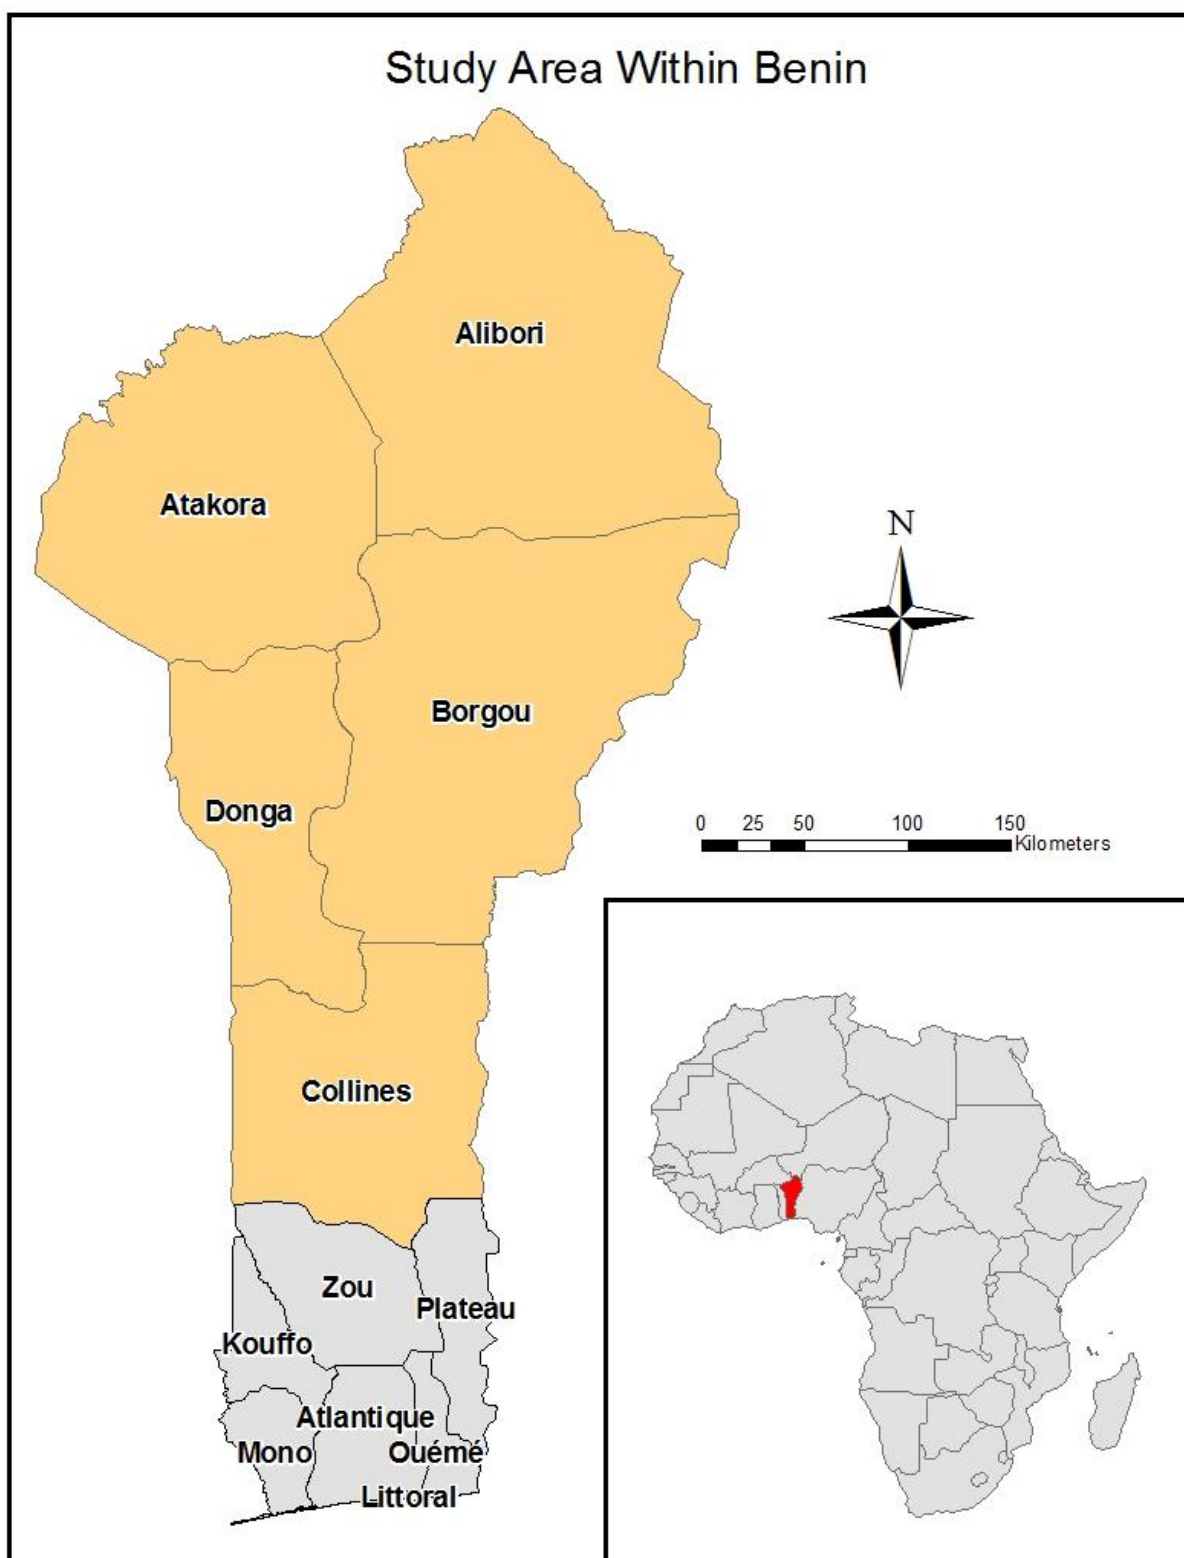 Study Area Within Benin
Alibori
Atakora
N
Borgou
Donga
0 25 50 100 150
Kilometers
Collines
Zou
Plateau
Kouffo
Atlantique
Mono
Ouémé
Littoral